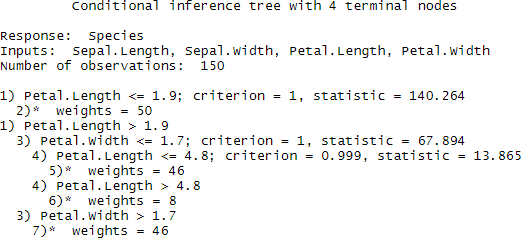 Conditional inference tree with 4 terminal nodes
Response:  Species
Inputs:  Sepal.Length, Sepal.Width, Petal.Length, Petal.Width
Number of observations:  150
1) Petal.Length <= 1.9; criterion = 1, statistic = 140.264
2)*  weights = 50
1) Petal.Length > 1.9
3) Petal.Width <= 1.7; criterion = 1, statistic = 67.894
4) Petal.Length <= 4.8; criterion = 0.999, statistic = 13.865
5)*  weights = 46
4) Petal.Length > 4.8
6)*  weights = 8
3) Petal.Width > 1.7
7)*  weights = 46